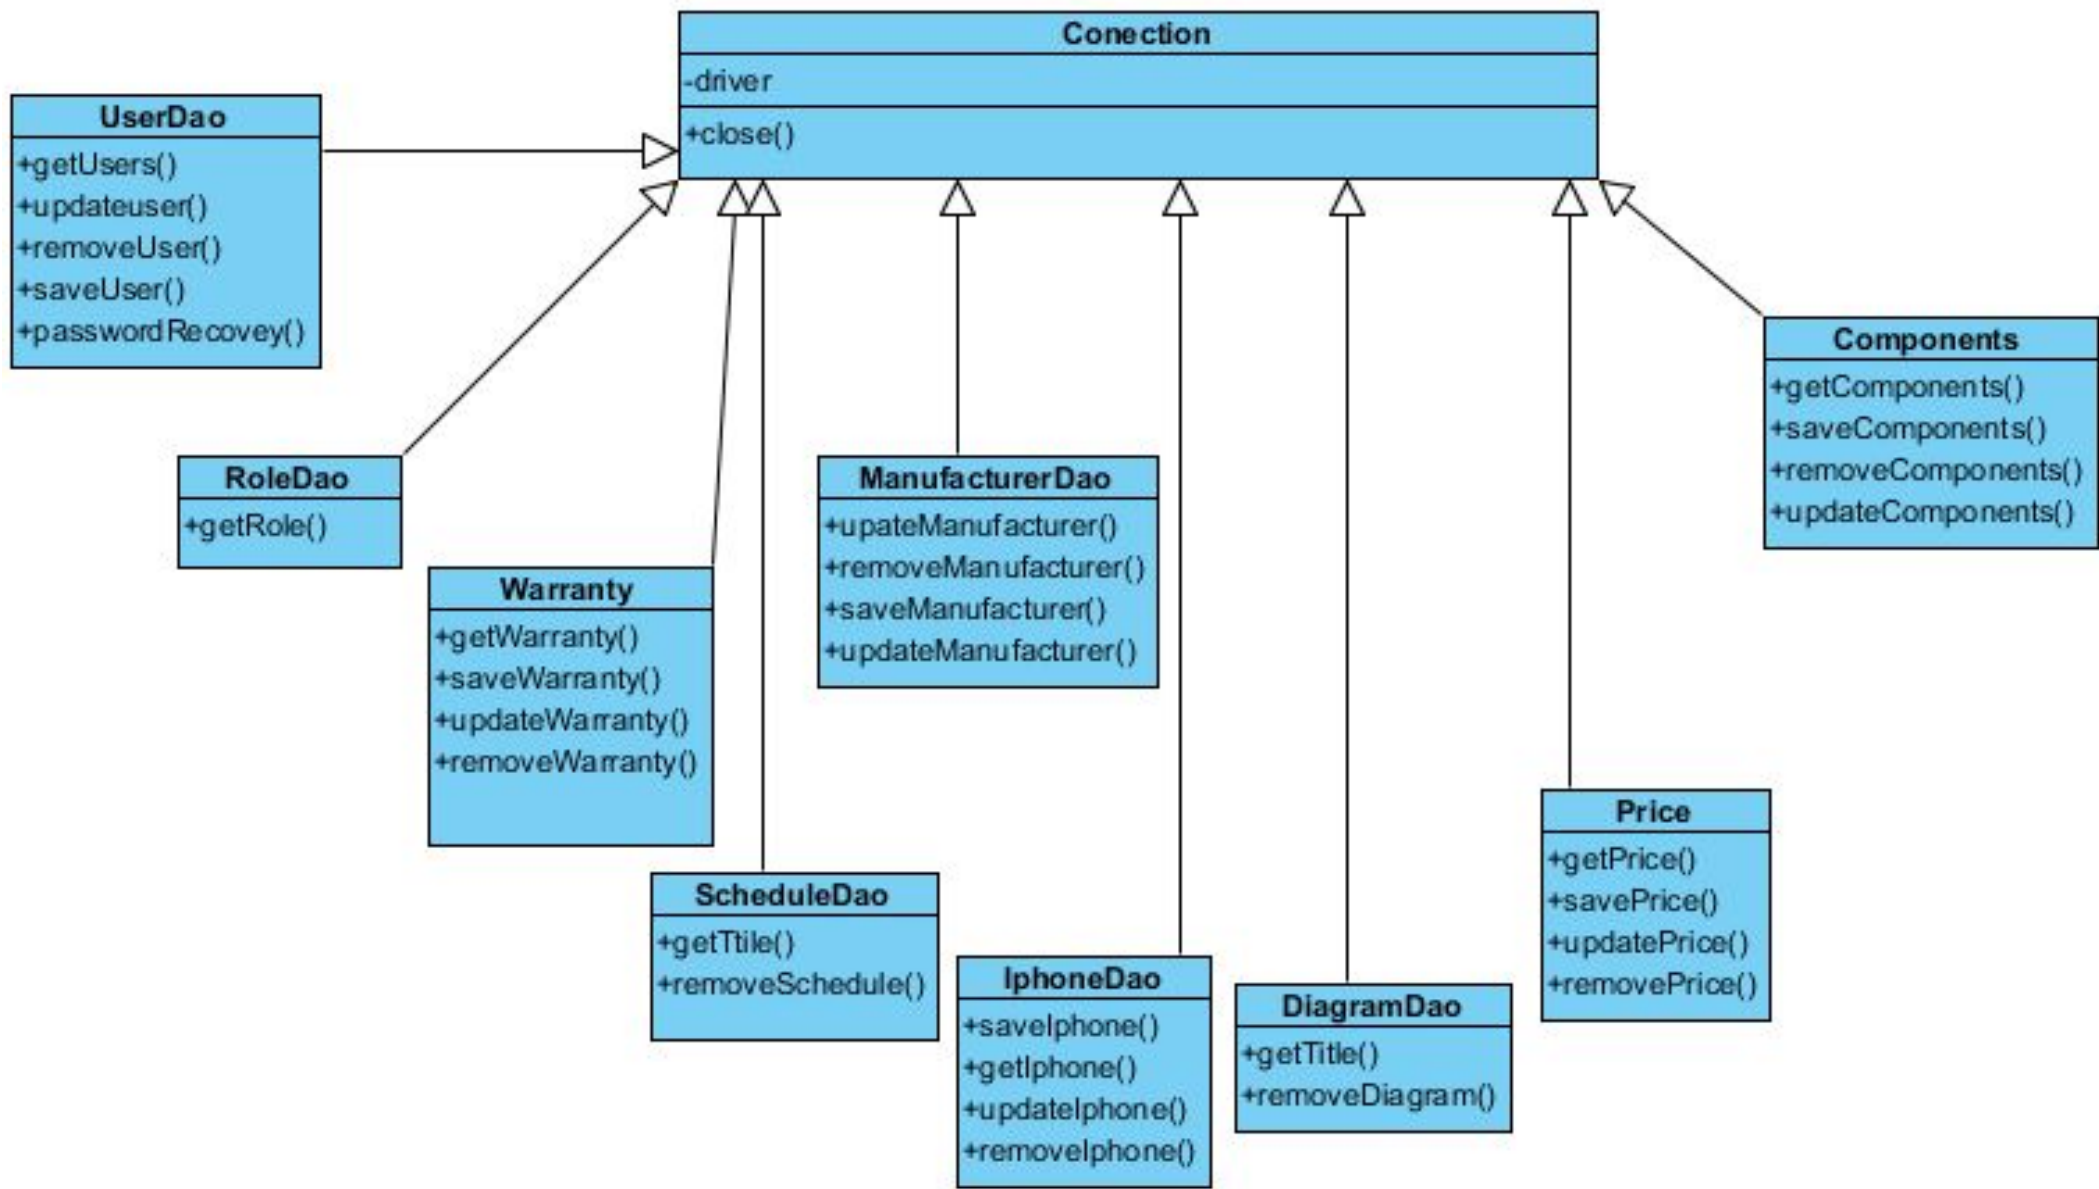 Conection
-driver
+close()
UserDao
+getUsers()
+updateuser()
+removeUser()
+saveUser()
+passwordRecovey()
Components
+getComponents()
+saveComponents()
+removeComponents()
+updateComponents()
RoleDao
+getRole()
ManufacturerDao
+upateManufacturer()
+removeManufacturer()
+saveManufacturer()
+updateManufacturer()
Warranty
+getWarranty()
+saveWarranty()
+updateWarranty()
+removeWarranty()
Price
+getPrice()
+savePrice()
+updatePrice()
+removePrice()
ScheduleDao
+getTtile()
+removeSchedule()
IphoneDao
+saveIphone()
+getIphone()
+updateIphone()
+removeIphone()
DiagramDao
+getTitle()
+removeDiagram()